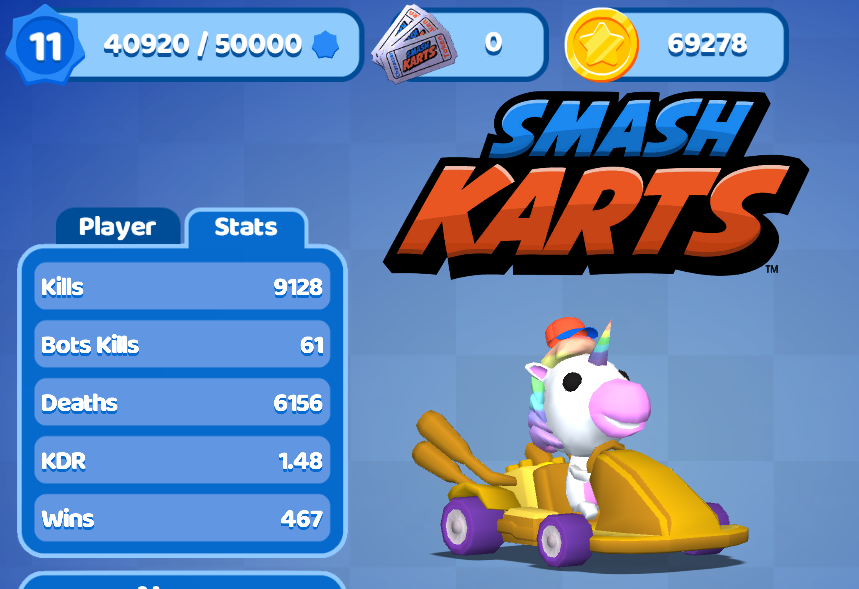 11 40920 / 50000 0 69278
SMASH
KARTS
TM
Player Stats
Kills 9128
Bots Kills 61
Deaths 6156
KDR 1.48
Wins 467